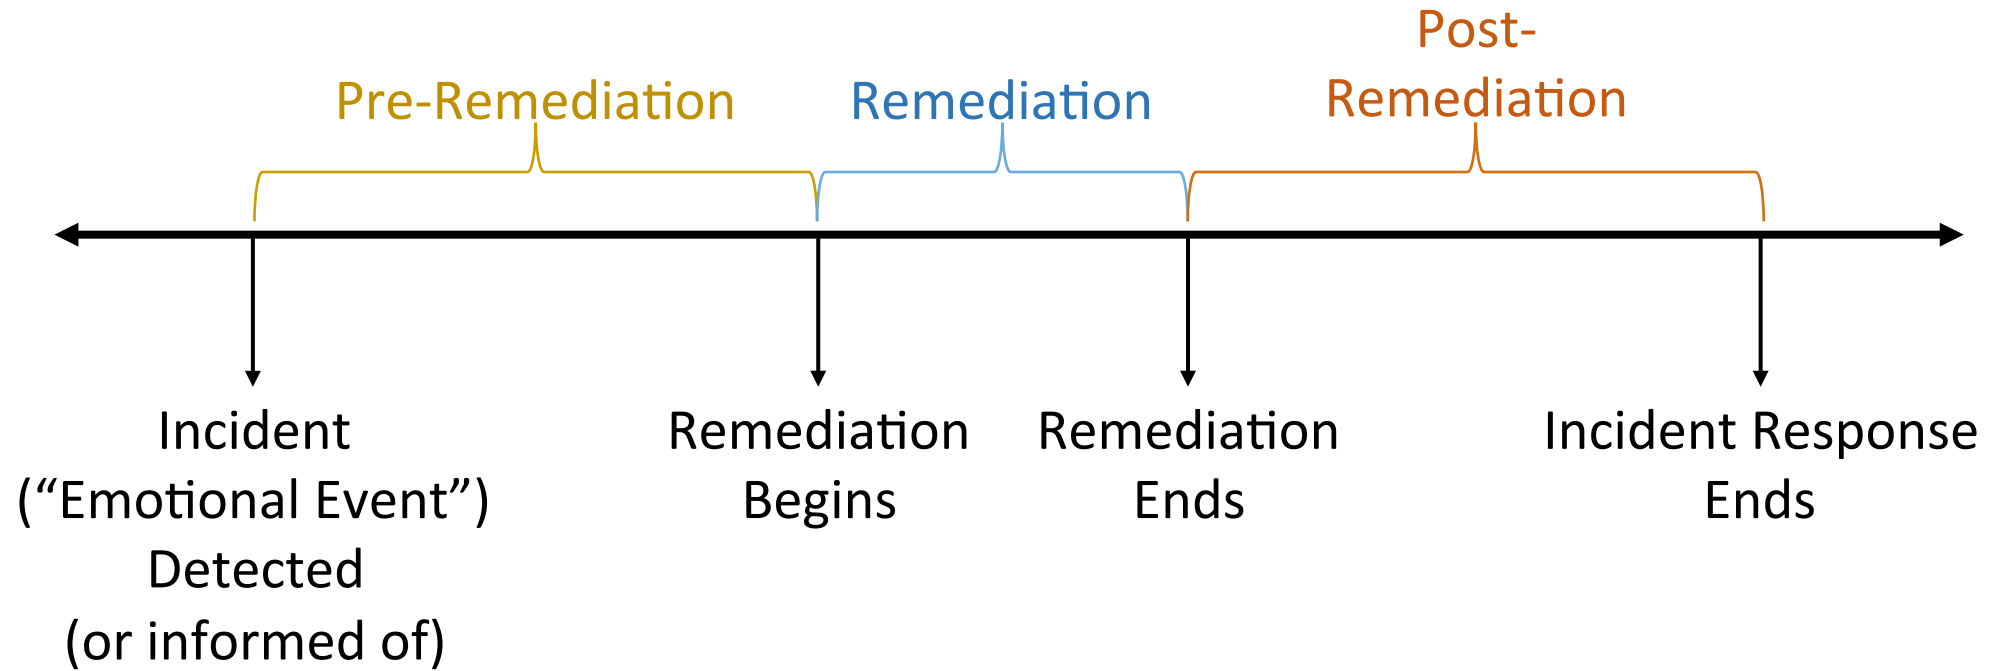 Pre-Remediation
Remediation
Post-
Remediation
Incident
(“Emotional Event”)
Detected
(or informed of)
Remediation
Begins
Remediation
Ends
Incident Response
Ends